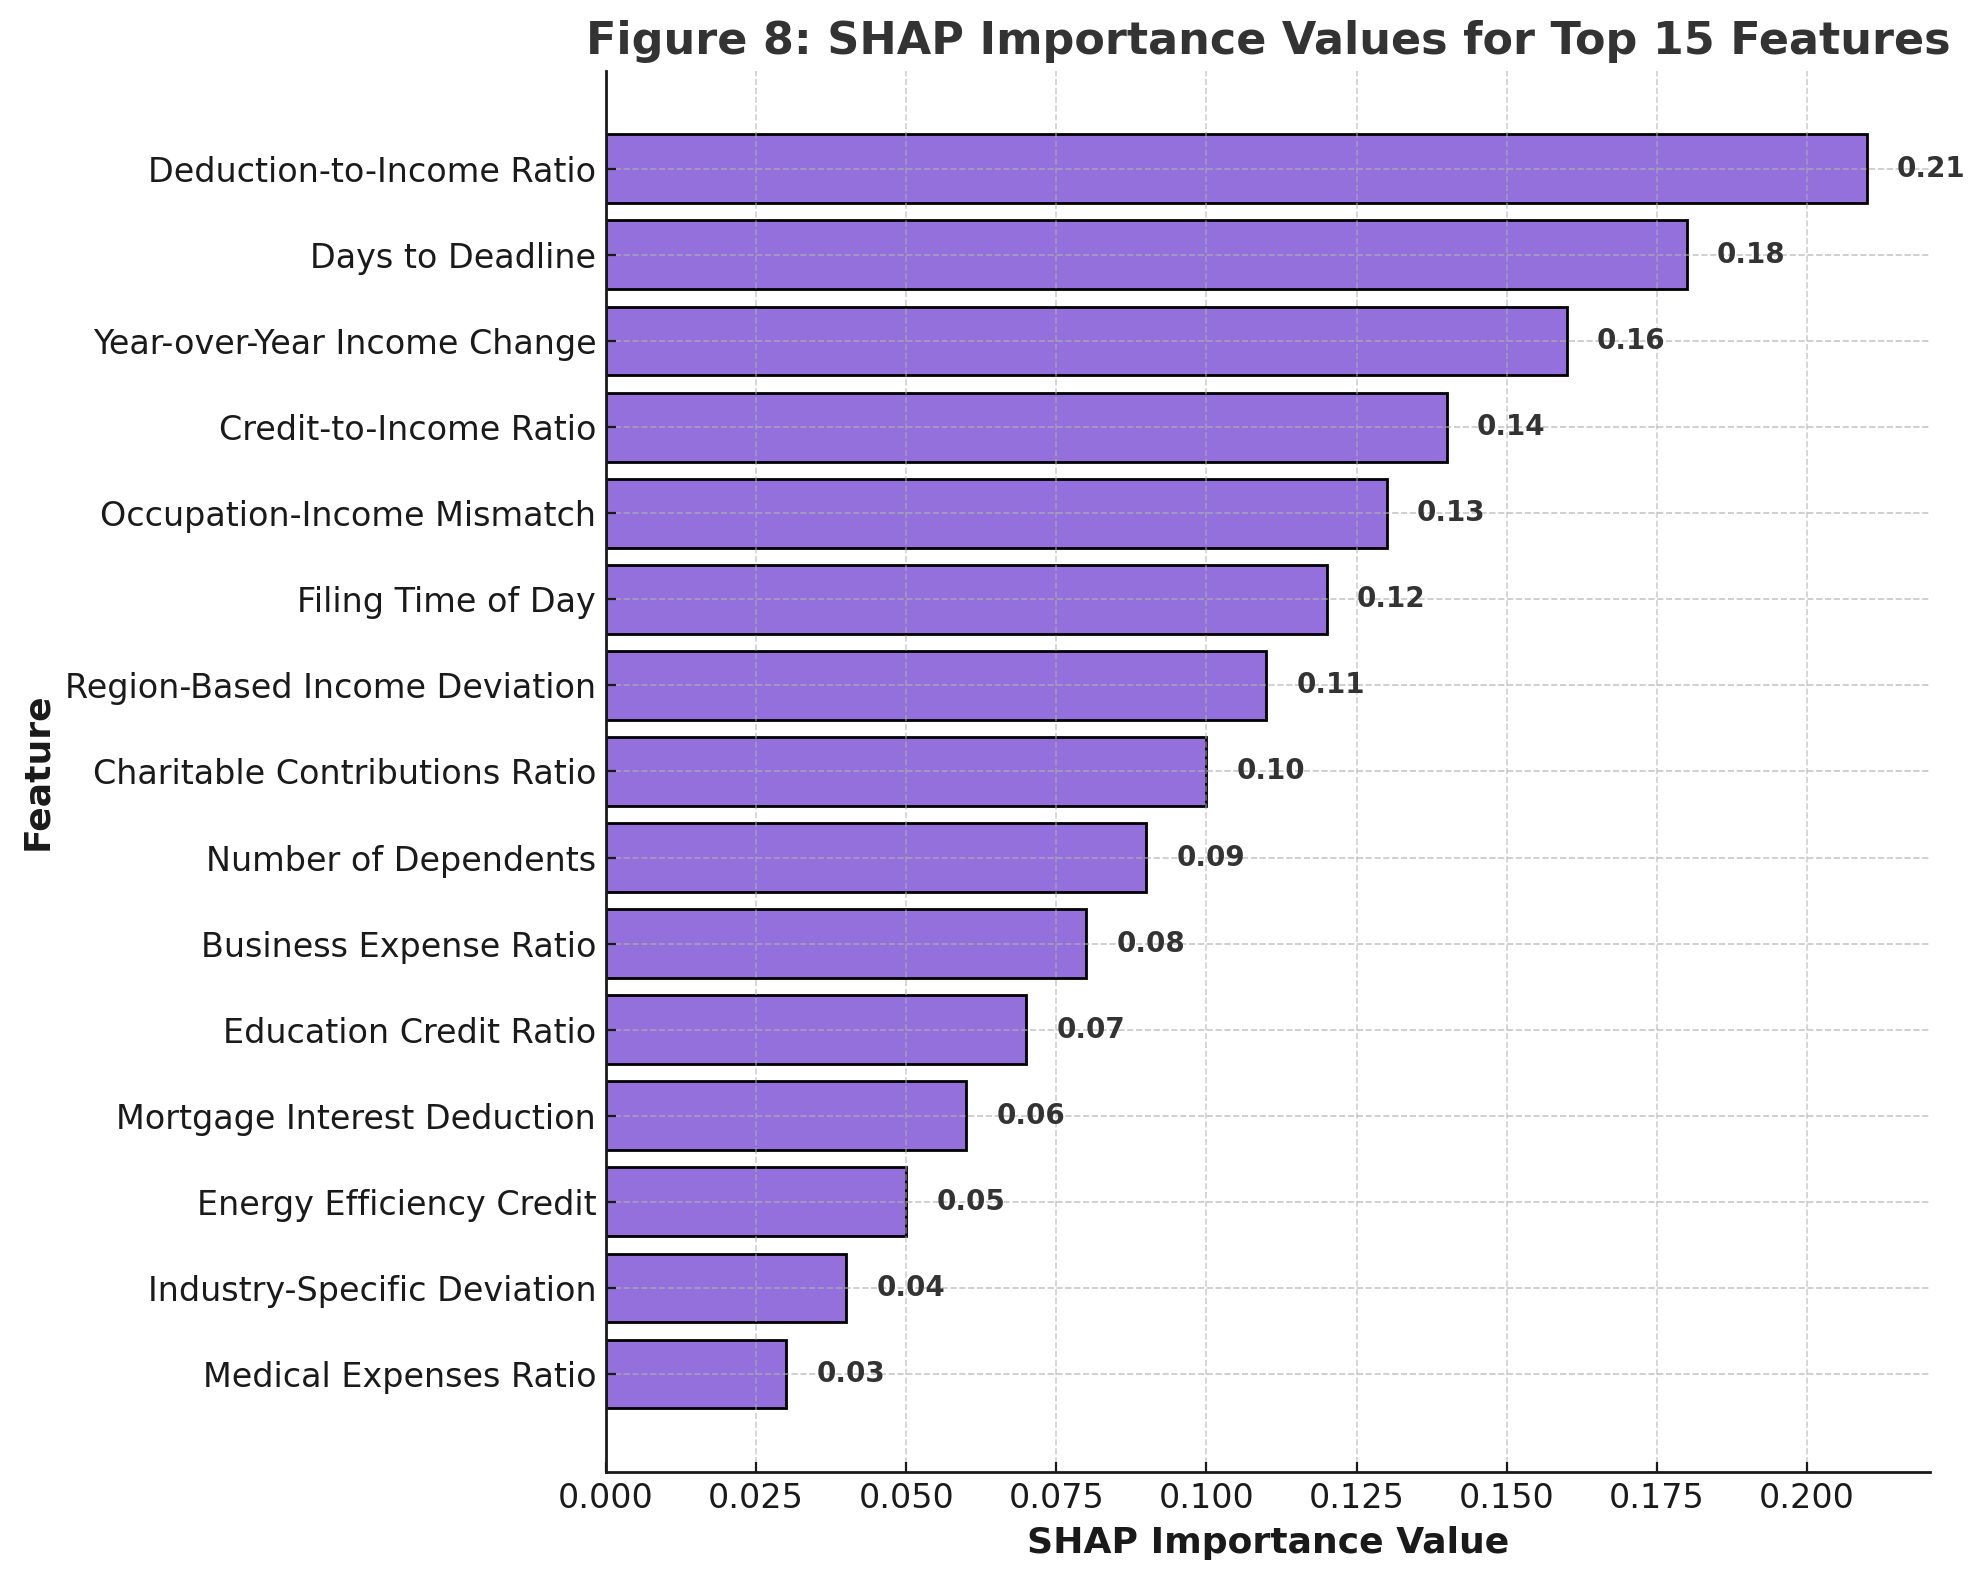 Figure 8: SHAP Importance Values for Top 15 Features
Feature
Deduction-to-Income Ratio 0.21
Days to Deadline 0.18
Year-over-Year Income Change 0.16
Credit-to-Income Ratio 0.14
Occupation-Income Mismatch 0.13
Filing Time of Day 0.12
Region-Based Income Deviation 0.11
Charitable Contributions Ratio 0.10
Number of Dependents 0.09
Business Expense Ratio 0.08
Education Credit Ratio 0.07
Mortgage Interest Deduction 0.06
Energy Efficiency Credit 0.05
Industry-Specific Deviation 0.04
Medical Expenses Ratio 0.03
0.000 0.025 0.050 0.075 0.100 0.125 0.150 0.175 0.200
SHAP Importance Value